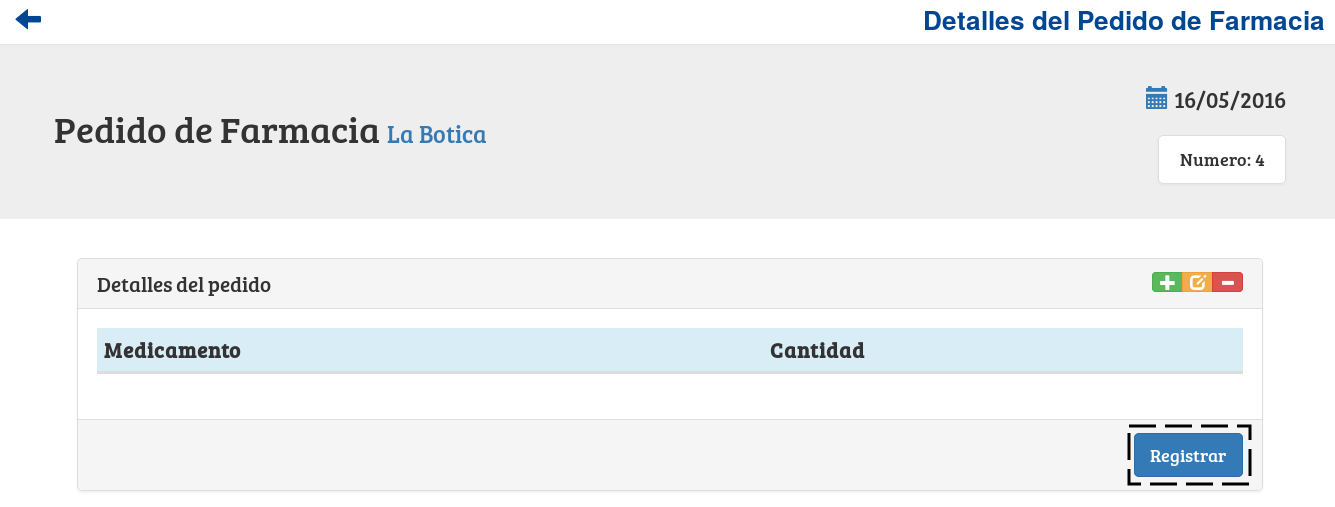 Detalles del Pedido de Farmacia
16/05/2016
Pedido de Farmacia La Botica
Numero: 4
Detalles del pedido
Medicamento Cantidad
Registrar